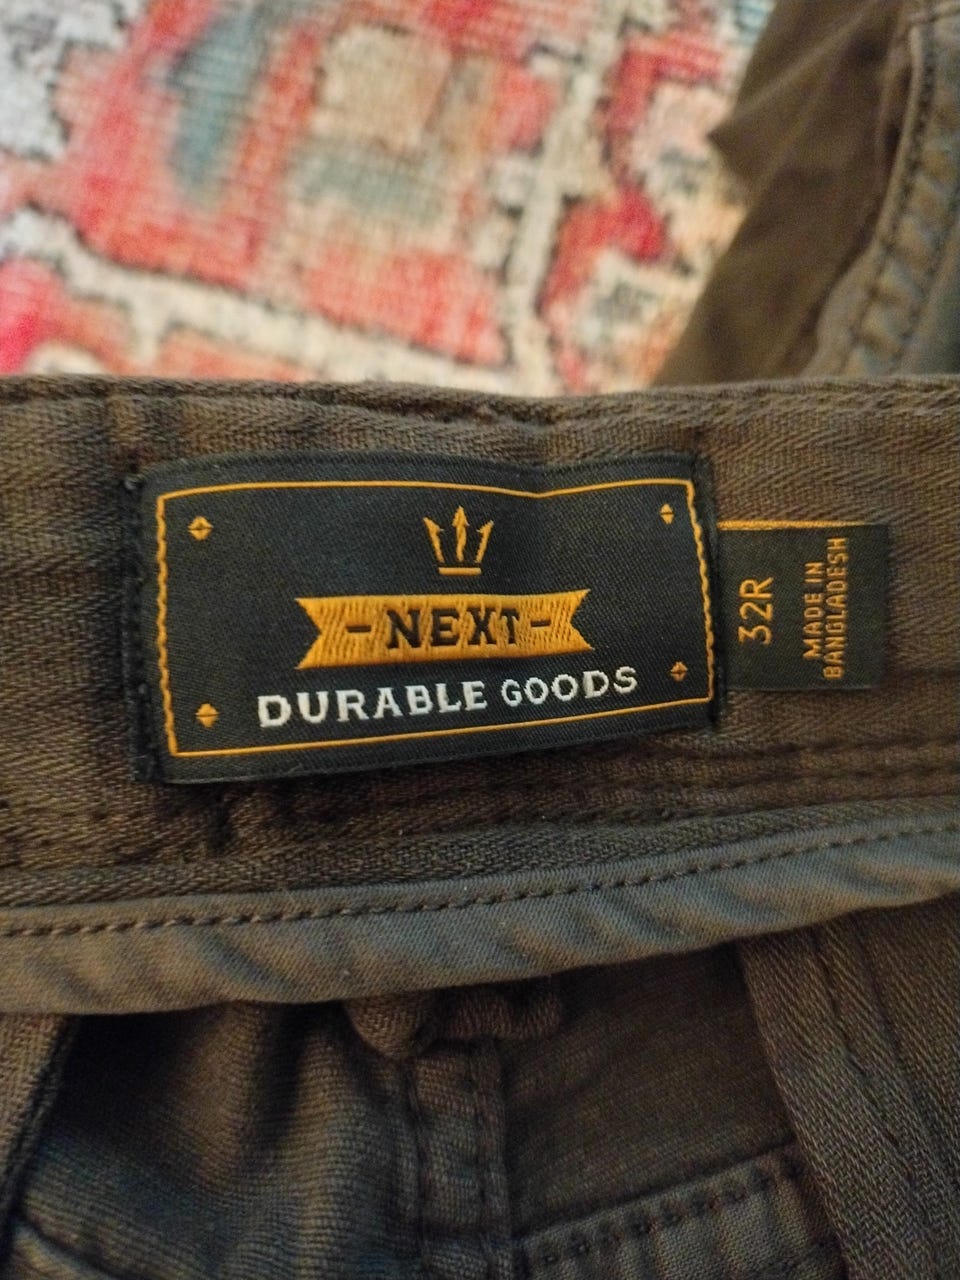 -NEXT-
DURABLE GOODS
32R
MADE IN
BANGLADESH